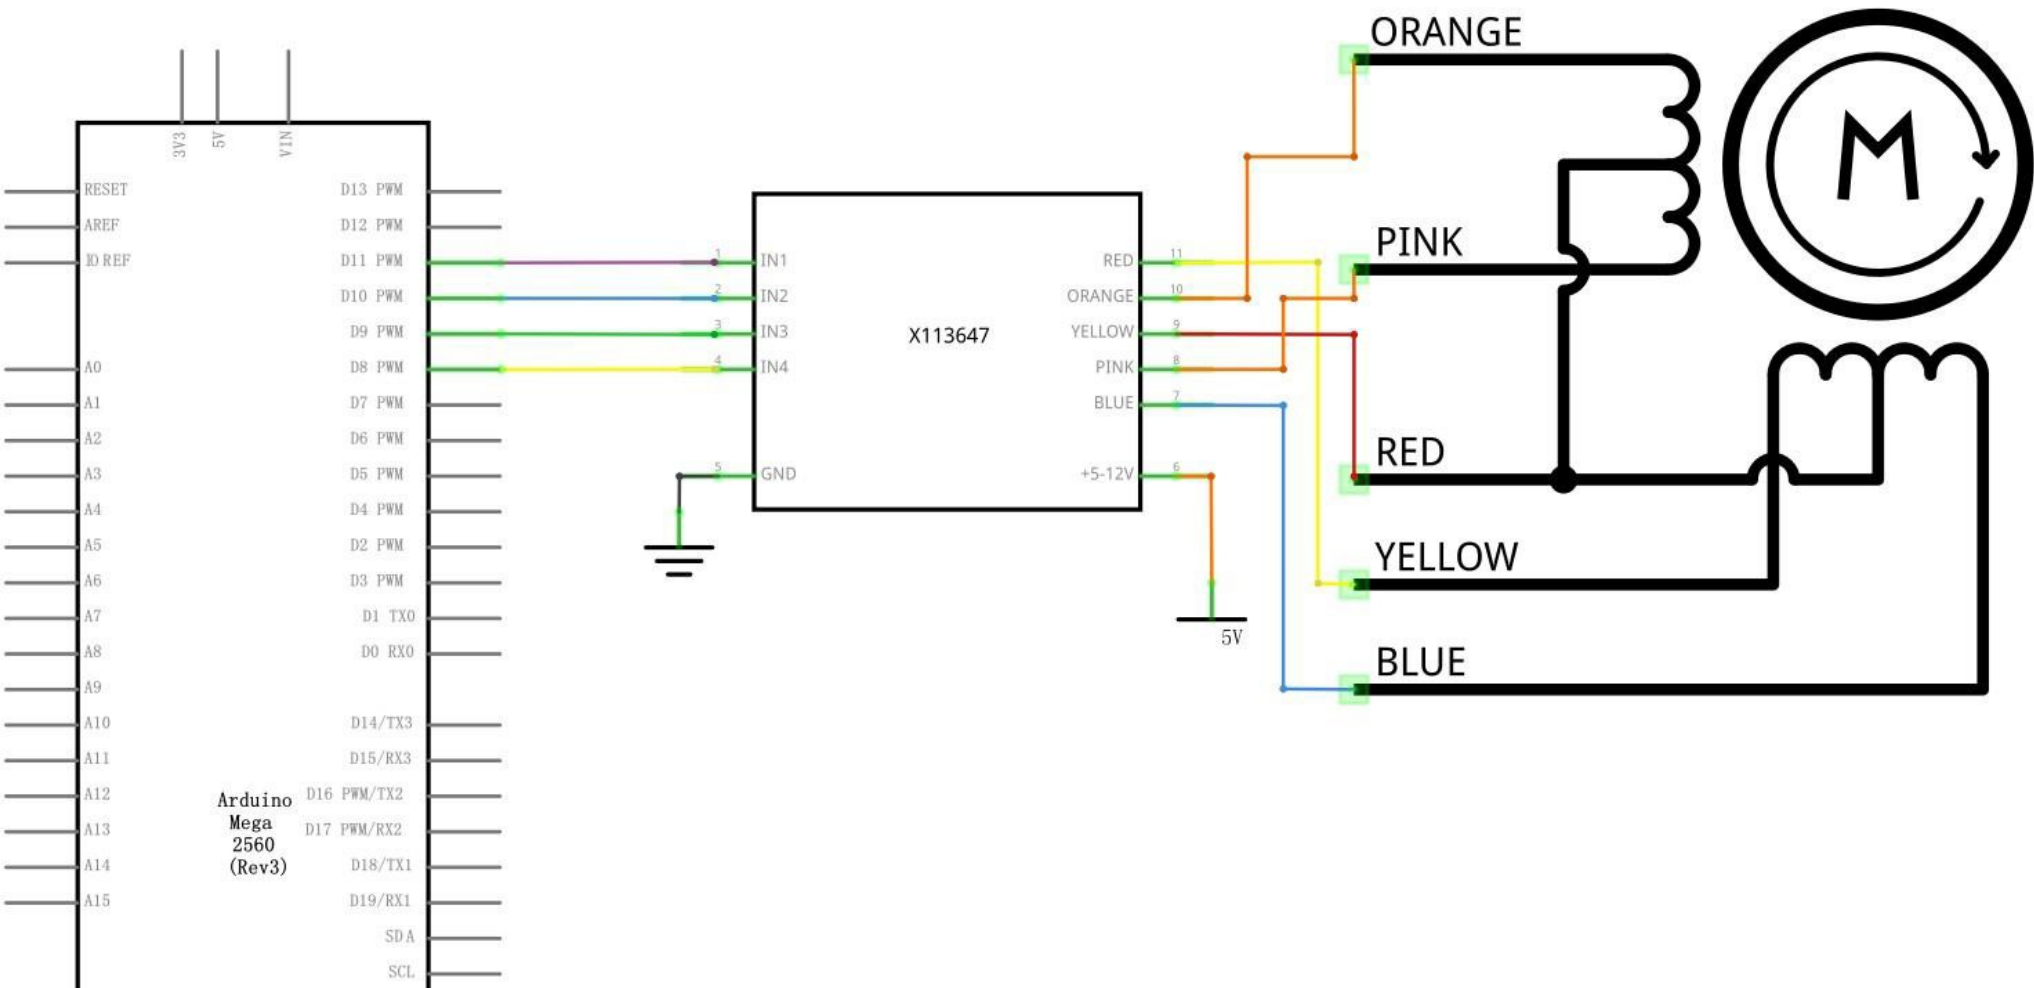 3V3
5V
VIN
RESET
AREF
IO REF
A0
A1
A2
A3
A4
A5
A6
A7
A8
A9
A10
A11
A12
A13
A14
A15
D13 PWM
D12 PWM
D11 PWM
D10 PWM
D9 PWM
D8 PWM
D7 PWM
D6 PWM
D5 PWM
D4 PWM
D2 PWM
D3 PWM
D1 TX0
D0 RX0
D14/TX3
D15/RX3
D16 PWM/TX2
D17 PWM/RX2
D18/TX1
D19/RX1
SDA
SCL
Arduino
Mega
2560
(Rev3)
1
IN1
2
IN2
3
IN3
4
IN4
5
GND
X113647
RED
11
ORANGE
10
YELLOW
9
PINK
8
BLUE
7
+5-12V
6
5V
ORANGE
PINK
RED
YELLOW
BLUE
M